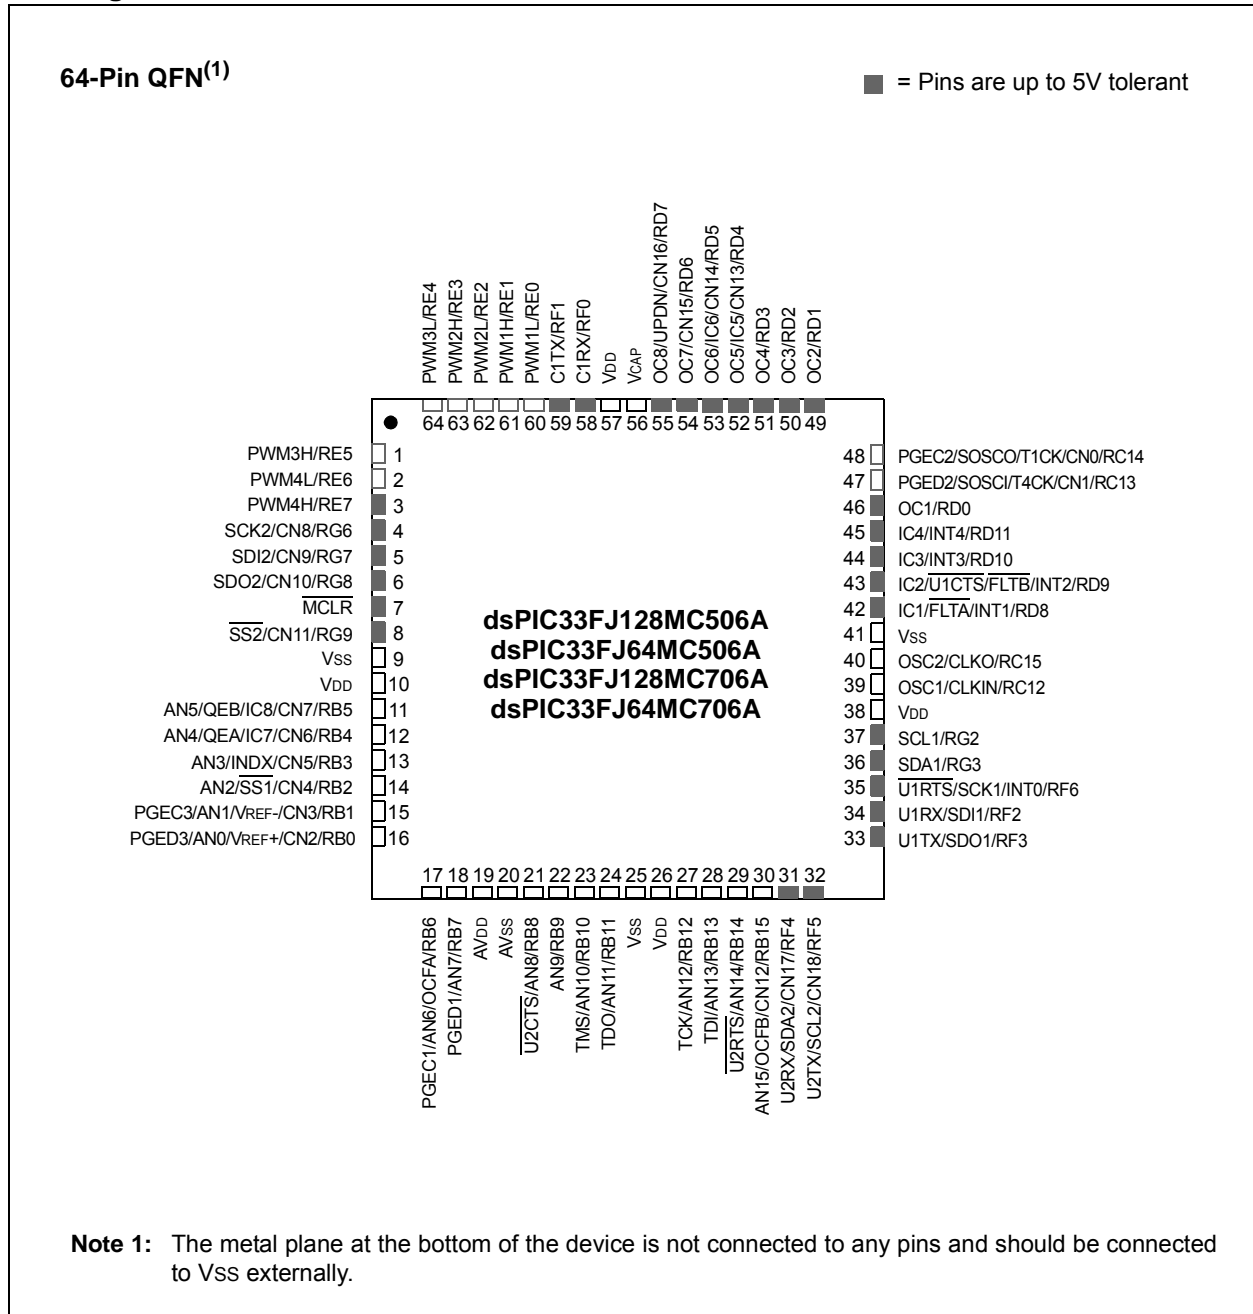 64-Pin QFN(1)
= Pins are up to 5V tolerant
PWM3L/RE4
PWM2H/RE3
PWM2L/RE2
PWM1H/RE1
PWM1L/RE0
C1TX/RF1
C1RX/RF0
VDD
VCAP
OC8/UPDN/CN16/RD7
OC7/CN15/RD6
OC6/IC6/CN14/RD5
OC5/IC5/CN13/RD4
OC4/RD3
OC3/RD2
OC2/RD1
64 63 62 61 60 59 58 57 56 55 54 53 52 51 50 49
PWM3H/RE5 1
PWM4L/RE6 2
PWM4H/RE7 3
SCK2/CN8/RG6 4
SDI2/CN9/RG7 5
SDO2/CN10/RG8 6
MCLR 7
SS2/CN11/RG9 8
VSS 9
VDD 10
AN5/QEB/IC8/CN7/RB5 11
AN4/QEA/IC7/CN6/RB4 12
AN3/INDX/CN5/RB3 13
AN2/SS1/CN4/RB2 14
PGEC3/AN1/VREF-/CN3/RB1 15
PGED3/AN0/VREF+/CN2/RB0 16
dsPIC33FJ128MC506A
dsPIC33FJ64MC506A
dsPIC33FJ128MC706A
dsPIC33FJ64MC706A
48 PGEC2/SOSCO/T1CK/CN0/RC14
47 PGED2/SOSCI/T4CK/CN1/RC13
46 OC1/RD0
45 IC4/INT4/RD11
44 IC3/INT3/RD10
43 IC2/U1CTS/FLTB/INT2/RD9
42 IC1/FLTA/INT1/RD8
41 VSS
40 OSC2/CLKO/RC15
39 OSC1/CLKIN/RC12
38 VDD
37 SCL1/RG2
36 SDA1/RG3
35 U1RTS/SCK1/INT0/RF6
34 U1RX/SDI1/RF2
33 U1TX/SDO1/RF3
17 18 19 20 21 22 23 24 25 26 27 28 29 30 31 32
PGEC1/AN6/OCFA/RB6
PGED1/AN7/RB7
AVDD
AVSS
U2CTS/AN8/RB8
AN9/RB9
TMS/AN10/RB10
TDO/AN11/RB11
VSS
VDD
TCK/AN12/RB12
TDI/AN13/RB13
U2RTS/AN14/RB14
AN15/OCFB/CN12/RB15
U2RX/SDA2/CN17/RF4
U2TX/SCL2/CN18/RF5
Note 1: The metal plane at the bottom of the device is not connected to any pins and should be connected
to VSS externally.